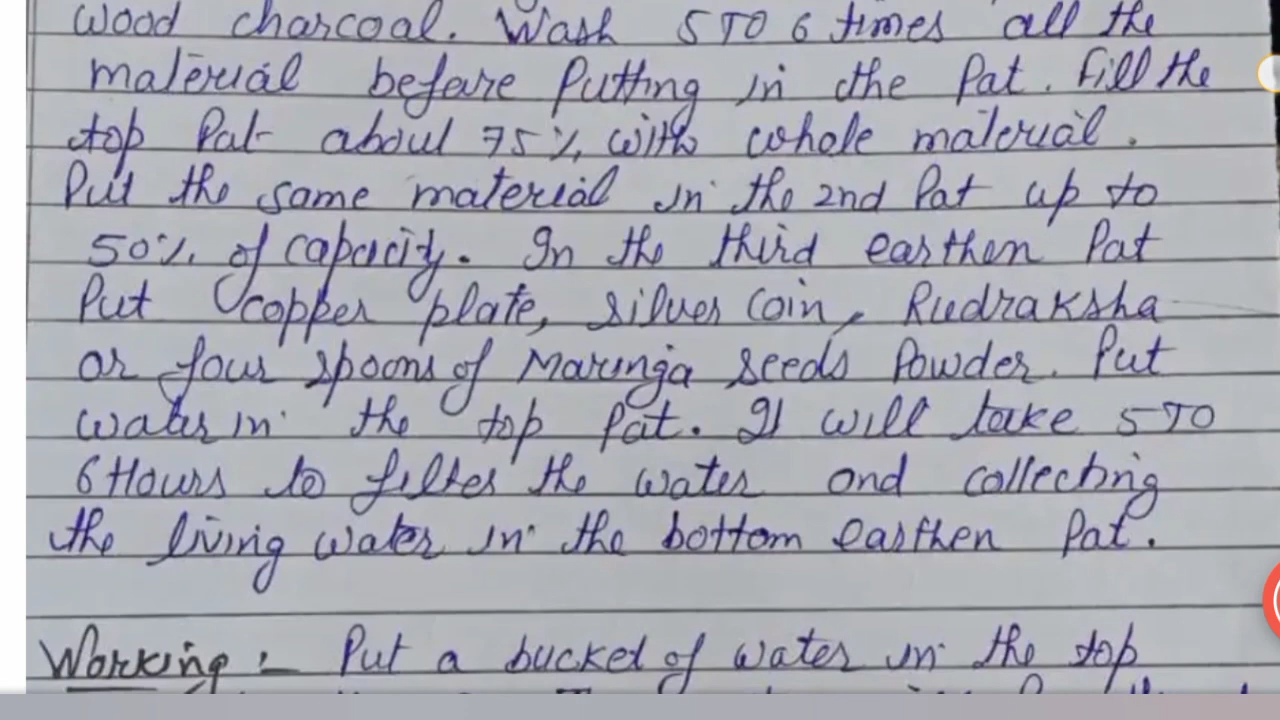 wood charcoal. Wash 5 TO 6 times all the
material before Putting in the Pat. Fill the
top Pat about 75% with whole material.
Put the same material in the 2nd Pat up to
50% of capacity. In the third earthen Pat
Put copper plate, silver coin, Rudraksha
or four spoons of Maringa seeds Powder. Put
water in the top Pat. It will take 5 TO
6 Hours to filter the water and collecting
the living water in the bottom earthen Pat.
Working :- Put a bucket of water in the top